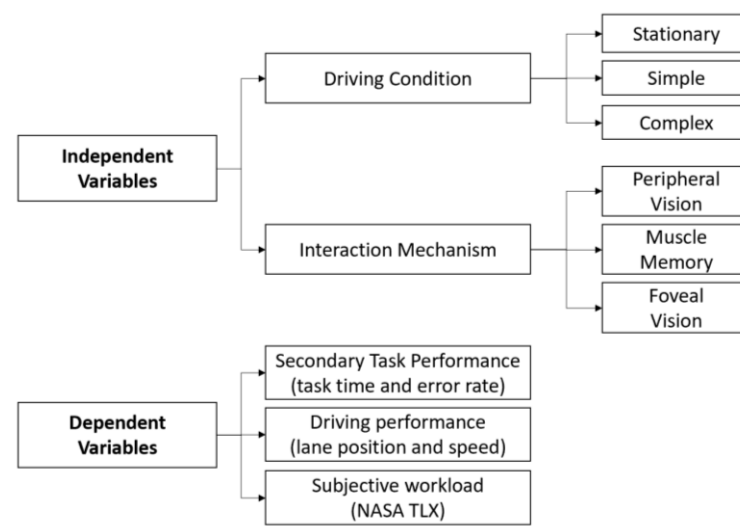 Independent
Variables
Driving Condition
Stationary
Simple
Complex
Interaction Mechanism
Peripheral
Vision
Muscle
Memory
Foveal
Vision
Dependent
Variables
Secondary Task Performance
(task time and error rate)
Driving performance
(lane position and speed)
Subjective workload
(NASA TLX)